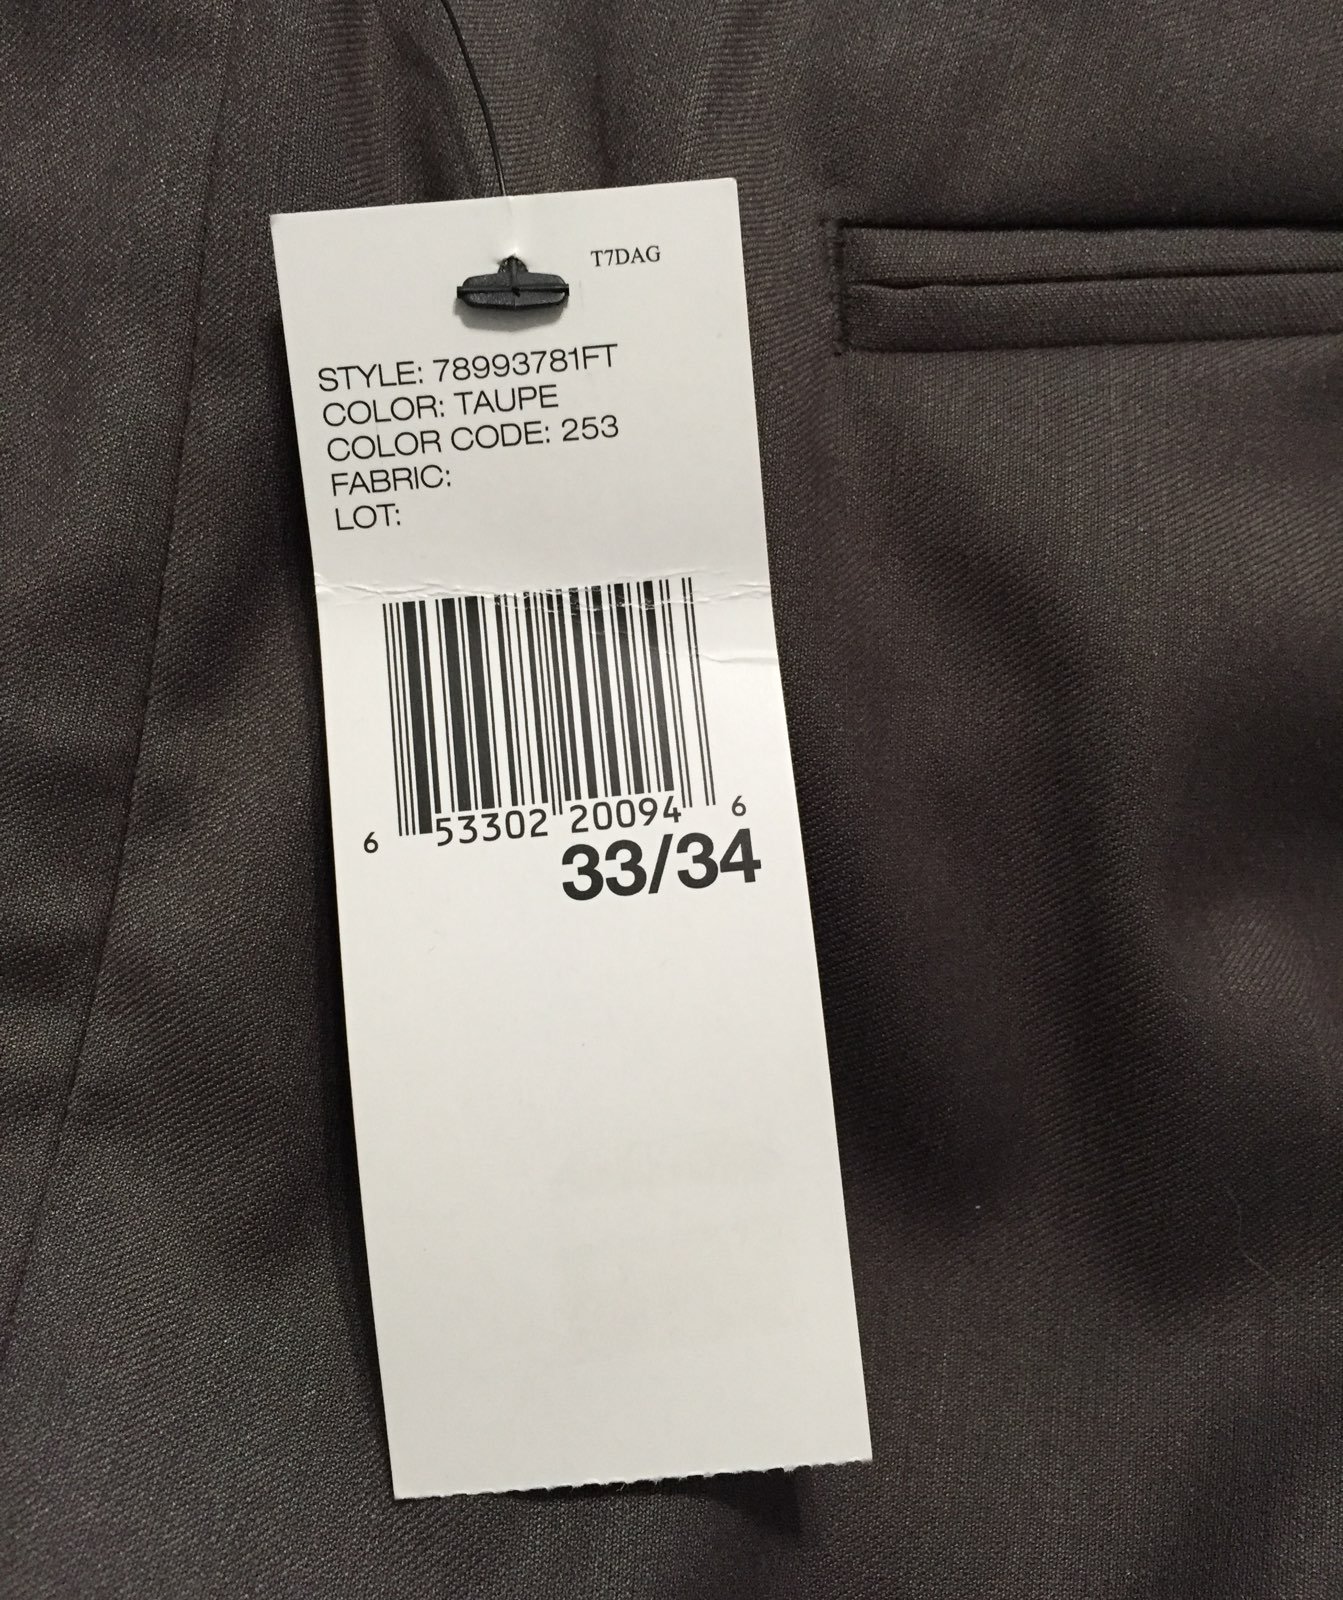 T7DAG
STYLE: 78993781FT
COLOR: TAUPE
COLOR CODE: 253
FABRIC:
LOT:
6 53302 20094 6
33/34